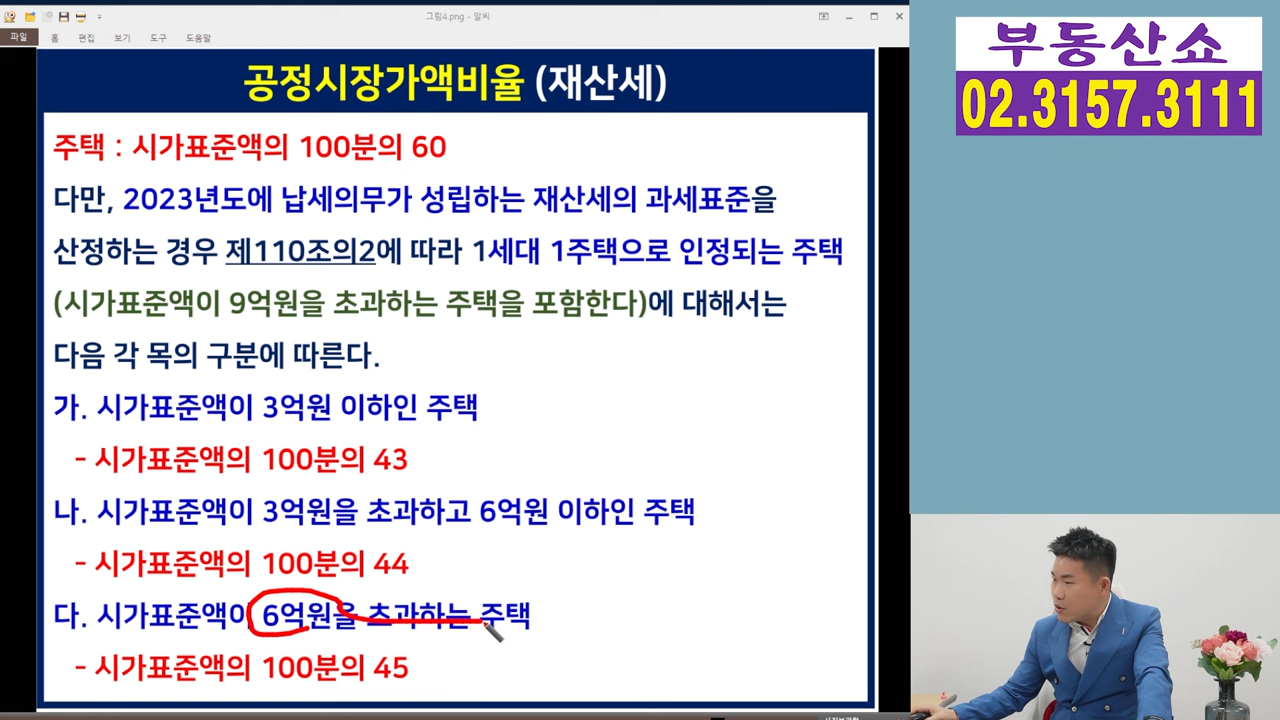 그림4.png - 알씨
파일 홈 편집 보기 도구 도움말
공정시장가액비율 (재산세)
주택 : 시가표준액의 100분의 60
다만, 2023년도에 납세의무가 성립하는 재산세의 과세표준을
산정하는 경우 제110조의2에 따라 1세대 1주택으로 인정되는 주택
(시가표준액이 9억원을 초과하는 주택을 포함한다)에 대해서는
다음 각 목의 구분에 따른다.
가. 시가표준액이 3억원 이하인 주택
- 시가표준액의 100분의 43
나. 시가표준액이 3억원을 초과하고 6억원 이하인 주택
- 시가표준액의 100분의 44
다. 시가표준액이 6억원을 초과하는 주택
- 시가표준액의 100분의 45
부동산쇼
02.3157.3111